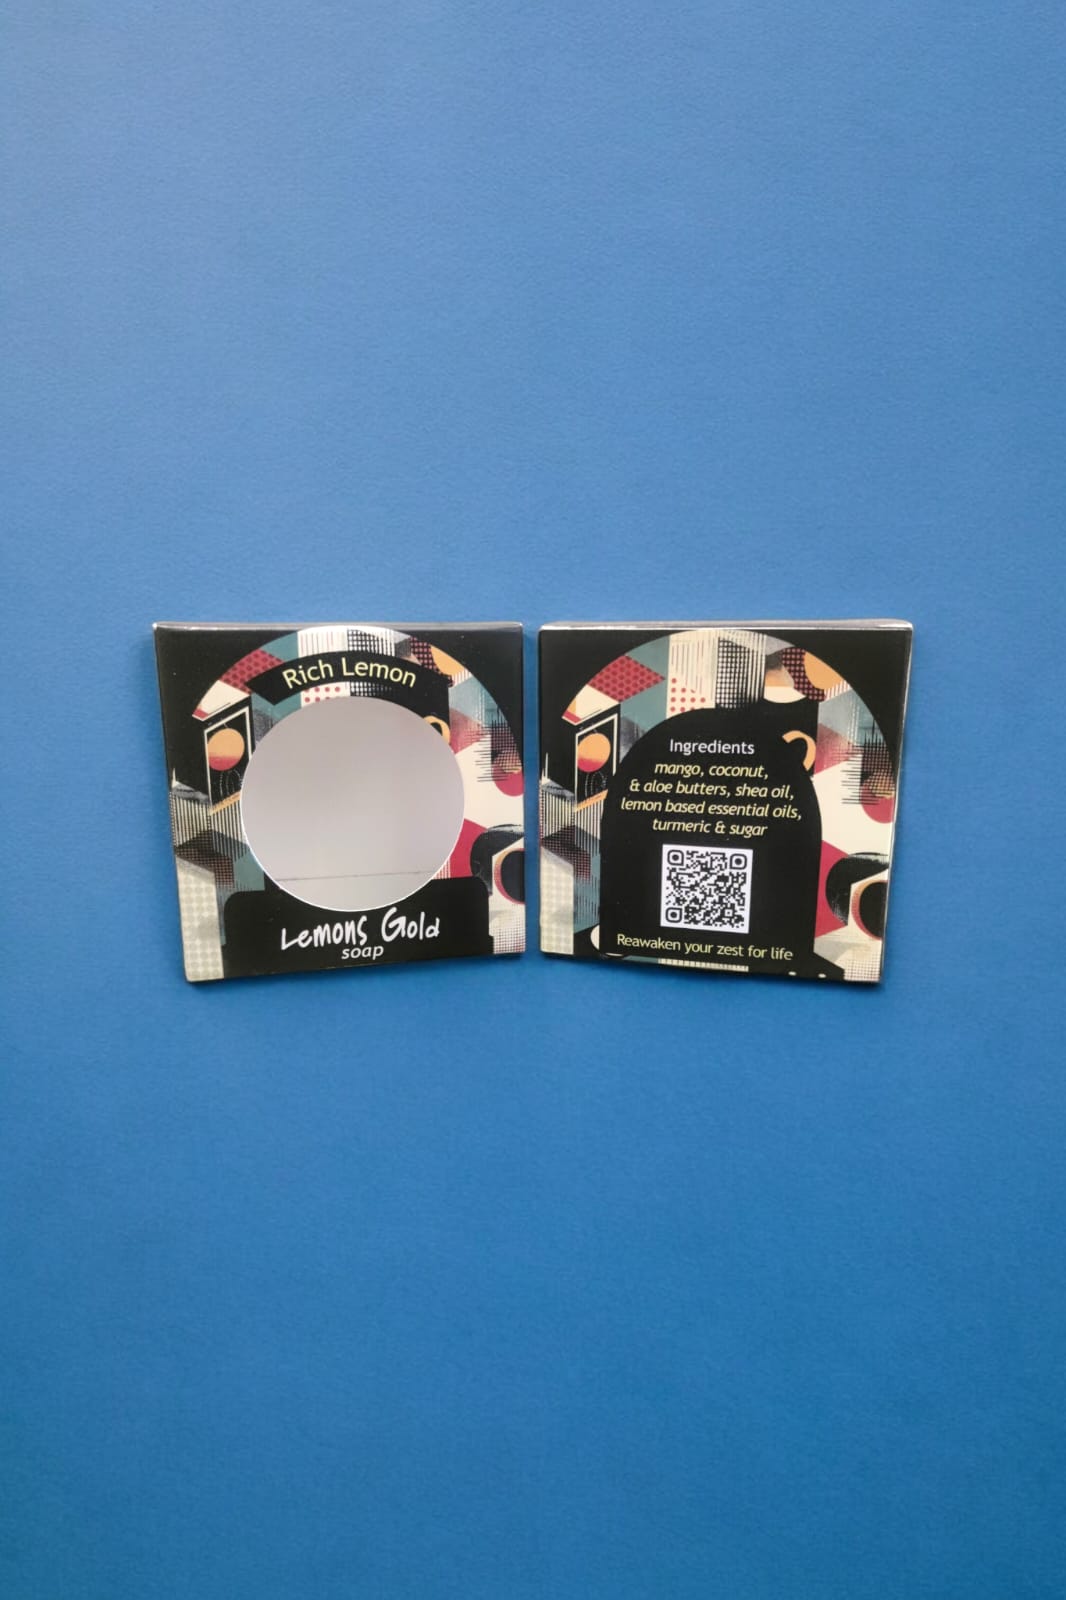 Rich Lemon
Lemons Gold
soap
Ingredients
mango, coconut,
& aloe butters, shea oil,
lemon based essential oils,
turmeric & sugar
Reawaken your zest for life